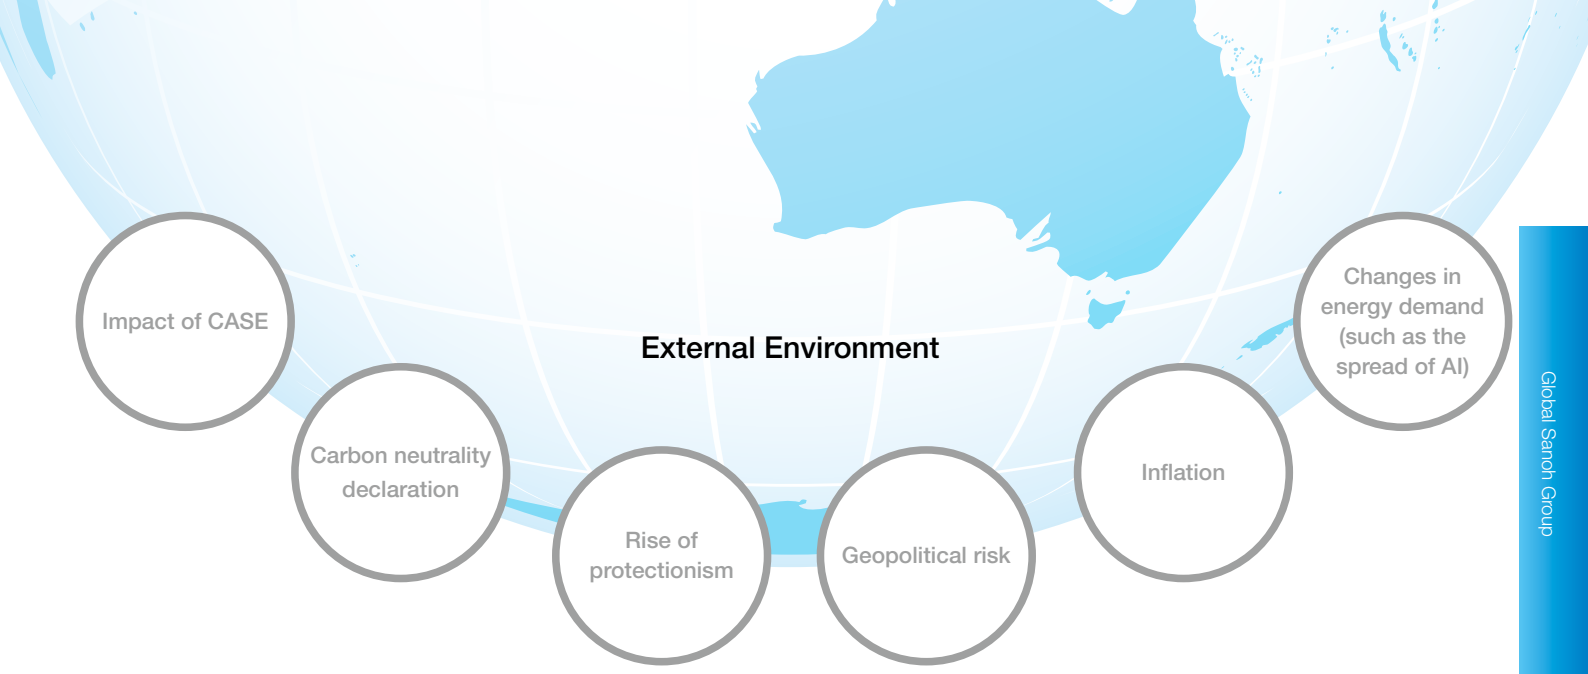 External Environment
Impact of CASE
Carbon neutrality
declaration
Rise of
protectionism
Geopolitical risk
Inflation
Changes in
energy demand
(such as the
spread of AI)
Global Sanoh Group